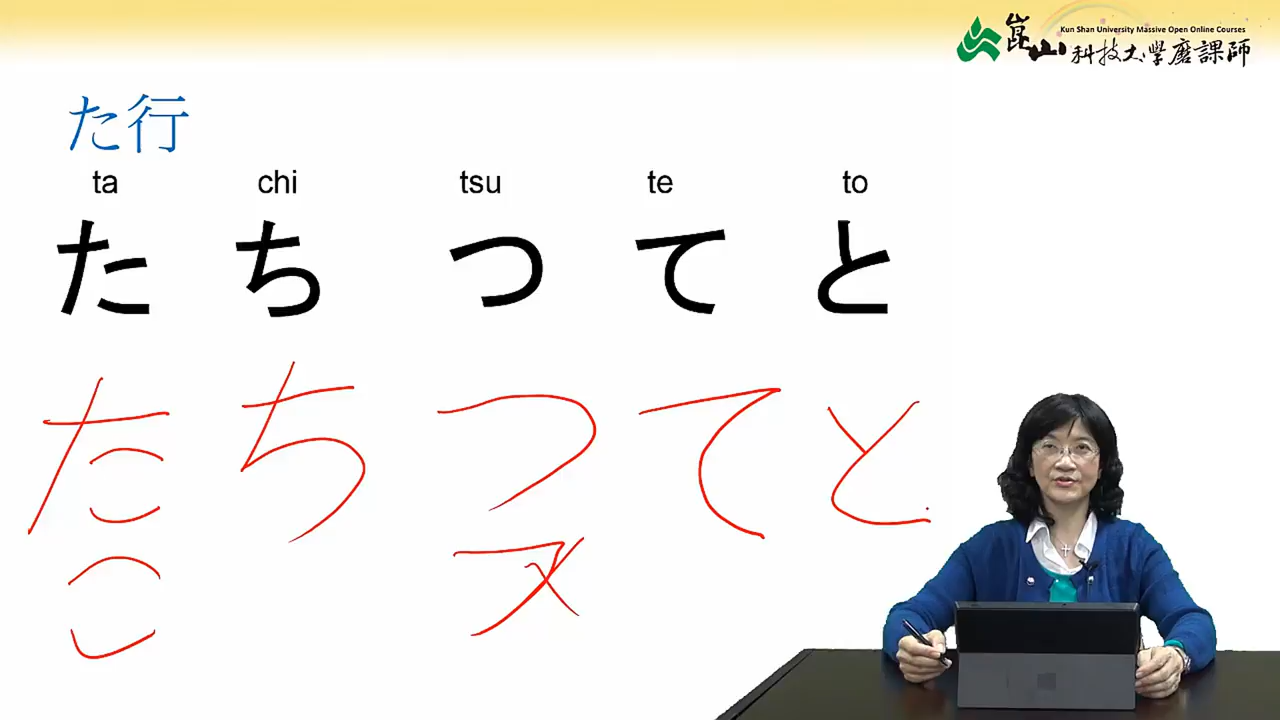 Kun Shan University Massive Open Online Courses
崑山科技大學磨課師
た行
ta chi tsu te to
た ち つ て と
た ち つ て と
こ ヌ